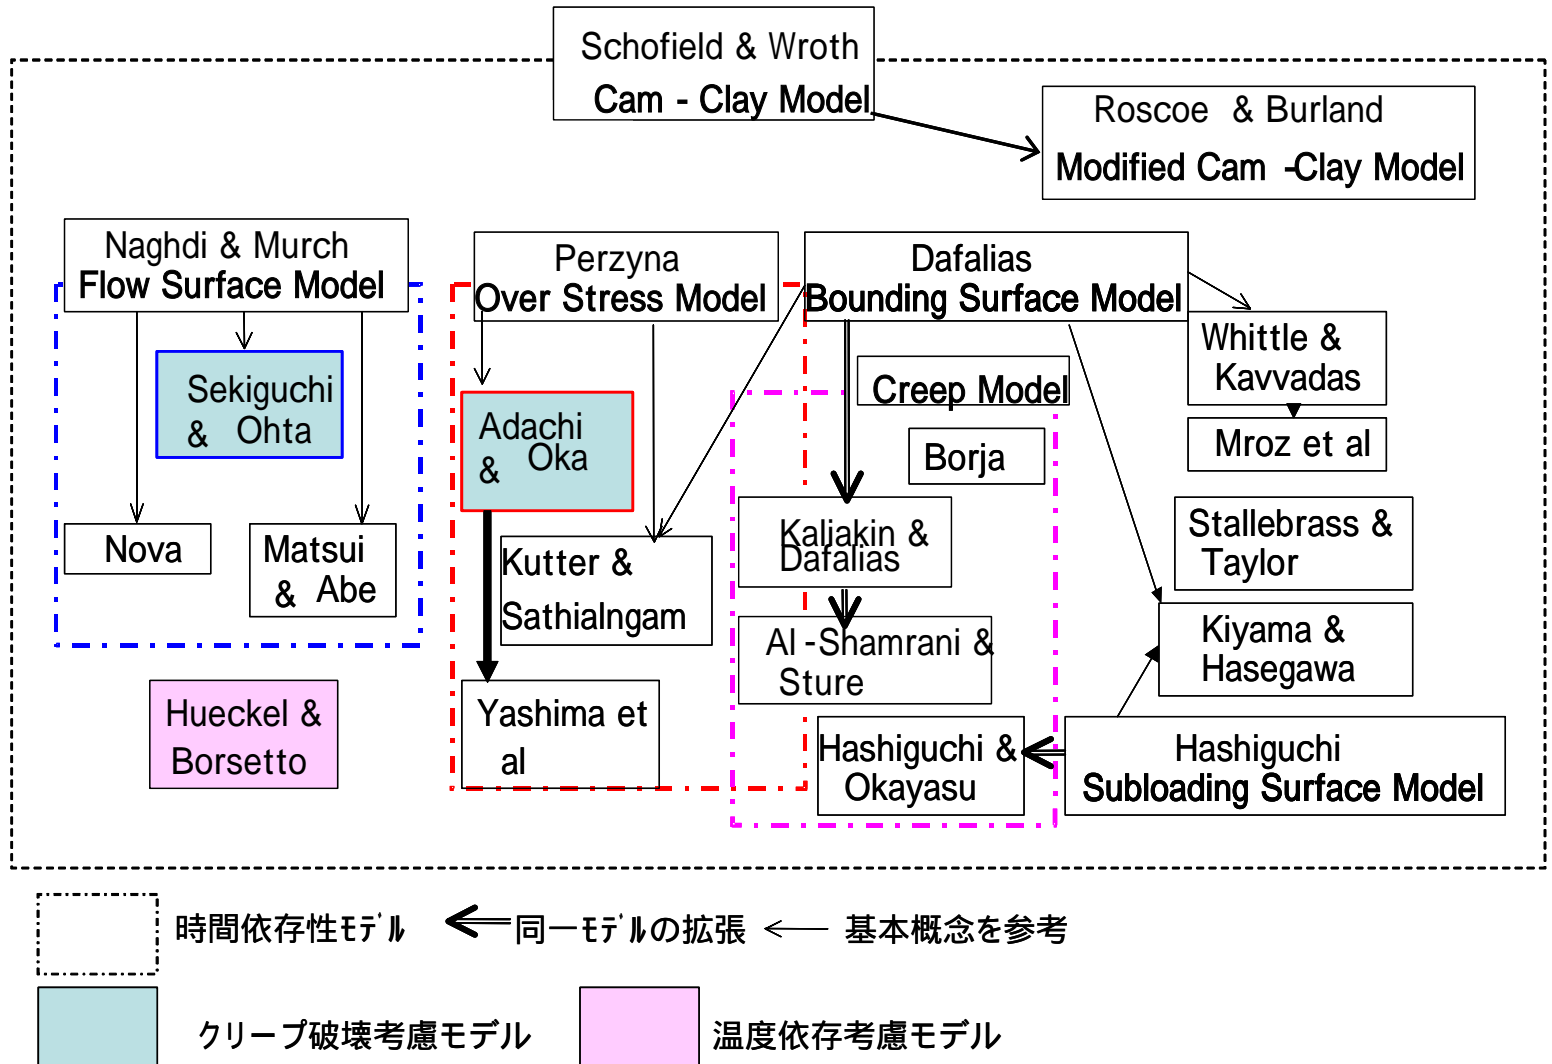 Schofield & Wroth
Cam - Clay Model
Roscoe & Burland
Modified Cam -Clay Model
Naghdi & Murch
Flow Surface Model
Perzyna
Over Stress Model
Dafalias
Bounding Surface Model
Whittle &
Kavvadas
Sekiguchi
& Ohta
Creep Model
Adachi
& Oka
Mroz et al
Borja
Nova
Matsui
& Abe
Kutter &
Sathialngam
Kaliakin &
Dafalias
Stallebrass &
Taylor
Al -Shamrani &
Sture
Kiyama &
Hasegawa
Hueckel &
Borsetto
Yashima et
al
Hashiguchi &
Okayasu
Hashiguchi
Subloading Surface Model
時間依存性ﾓﾃﾞﾙ
同一ﾓﾃﾞﾙの拡張
基本概念を参考
クリープ破壊考慮モデル
温度依存考慮モデル